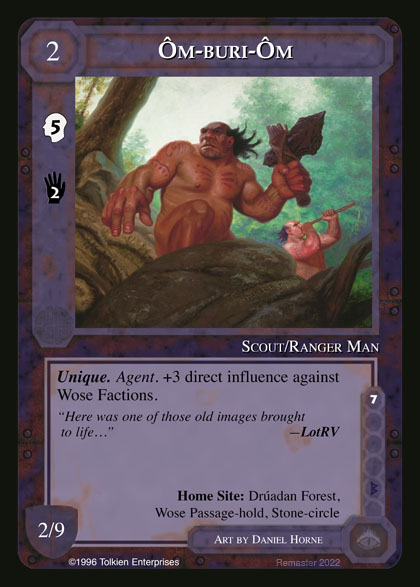 2
ÔM-BURI-ÔM
5
2
SCOUT/RANGER MAN
Unique. Agent. +3 direct influence against
Wose Factions.
7
“Here was one of those old images brought
to life…” —LotRV
Home Site: Drúadan Forest,
Wose Passage-hold, Stone-circle
2/9
ART BY DANIEL HORNE
©1996 Tolkien Enterprises
Remaster 2022